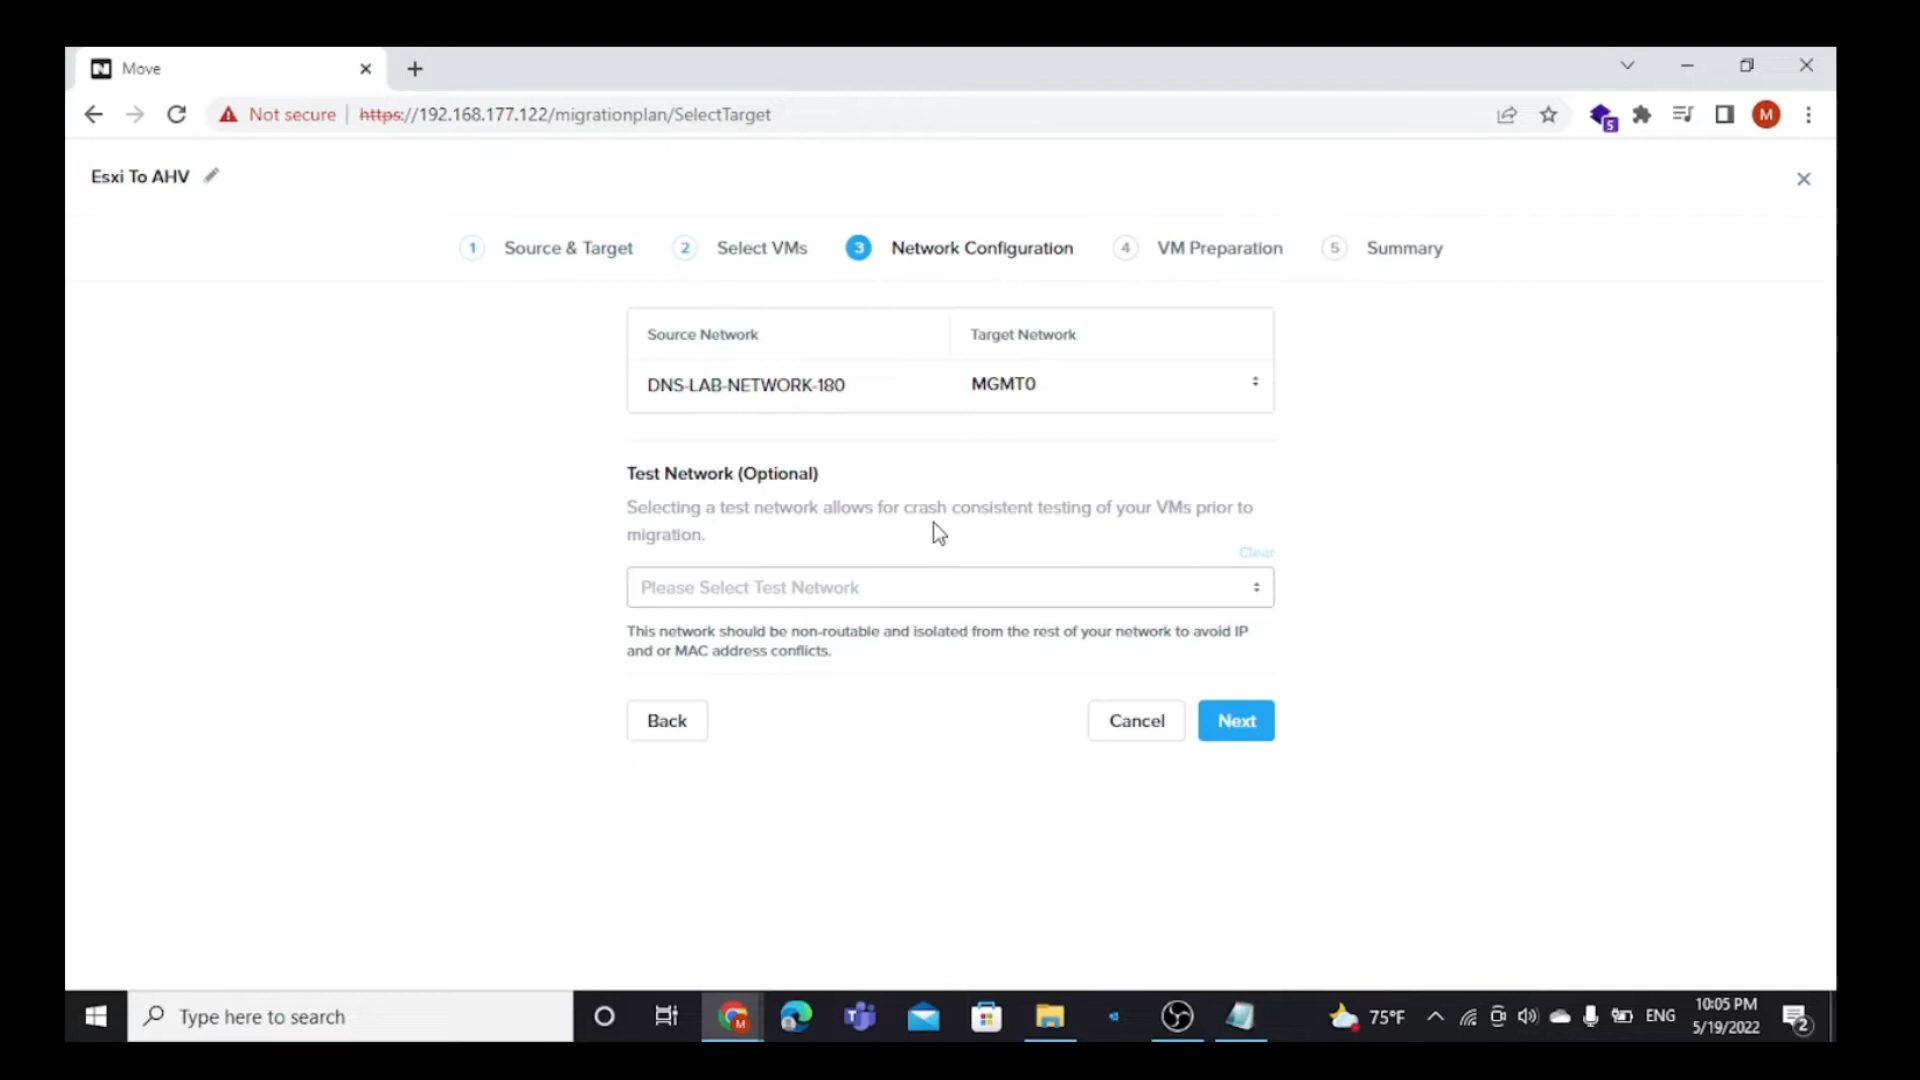 Move
Not secure | https://192.168.177.122/migrationplan/SelectTarget
5
M
Esxi To AHV
1 Source & Target 2 Select VMs 3 Network Configuration 4 VM Preparation 5 Summary
Source Network Target Network
DNS-LAB-NETWORK-180 MGMT0
Test Network (Optional)
Selecting a test network allows for crash consistent testing of your VMs prior to
migration.
Clear
Please Select Test Network
This network should be non-routable and isolated from the rest of your network to avoid IP
and or MAC address conflicts.
Back Cancel Next
Type here to search
M
75°F
ENG
10:05 PM
5/19/2022
2